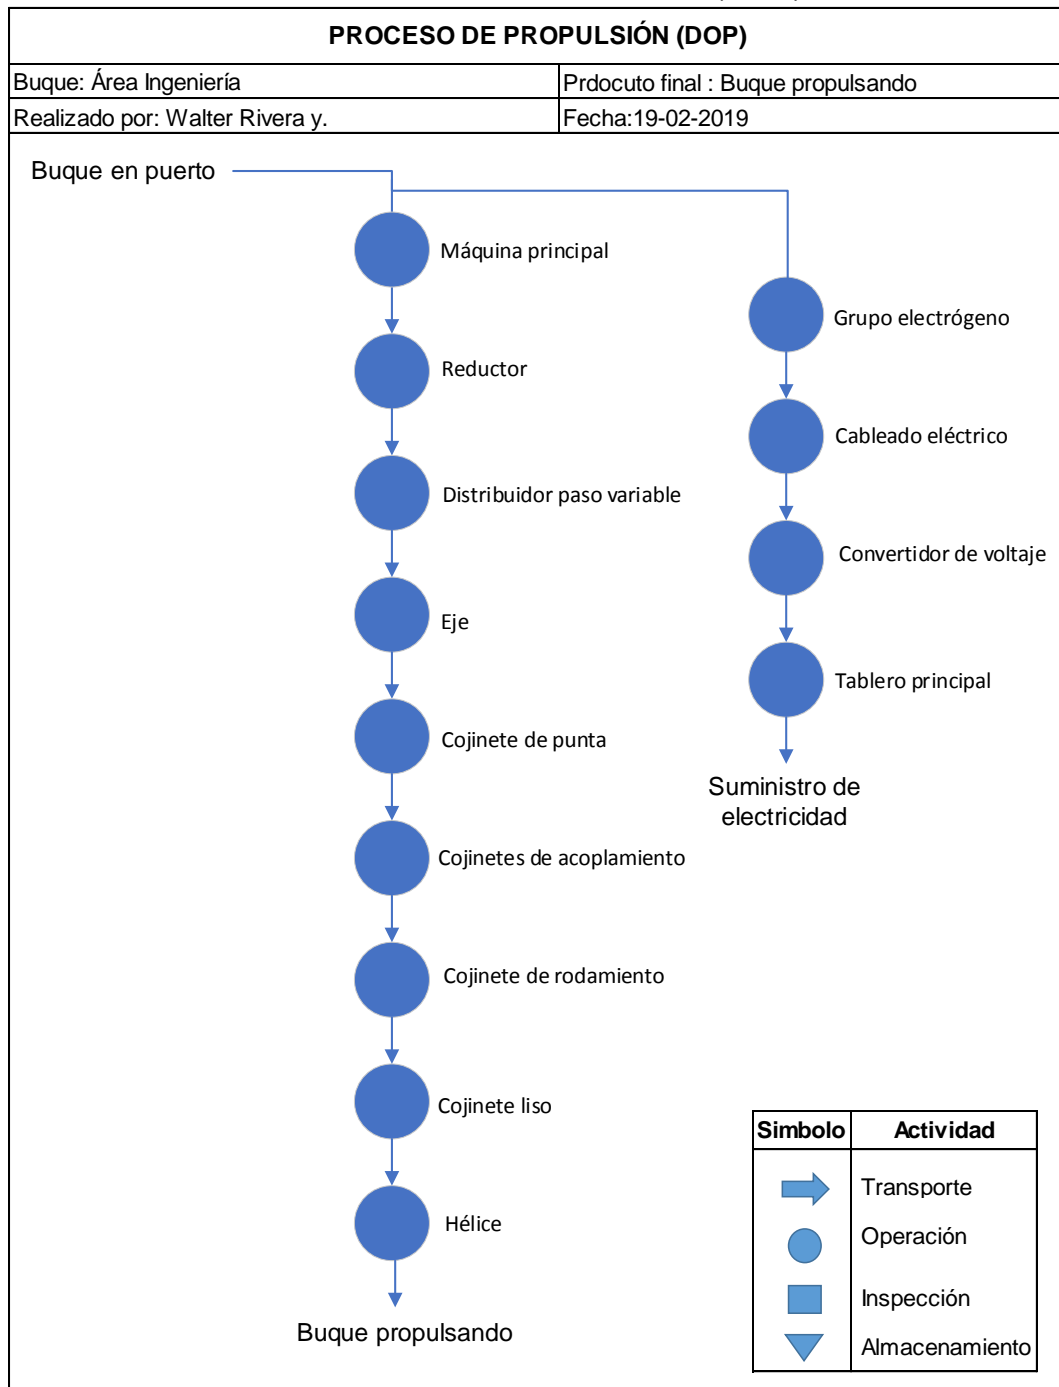 PROCESO DE PROPULSIÓN (DOP)
Buque: Área Ingeniería
Prdocuto final : Buque propulsando
Realizado por: Walter Rivera y.
Fecha:19-02-2019
Buque en puerto
Máquina principal
Reductor
Distribuidor paso variable
Eje
Cojinete de punta
Cojinetes de acoplamiento
Cojinete de rodamiento
Cojinete liso
Hélice
Buque propulsando
Grupo electrógeno
Cableado eléctrico
Convertidor de voltaje
Tablero principal
Suministro de
electricidad
Simbolo Actividad
Transporte
Operación
Inspección
Almacenamiento